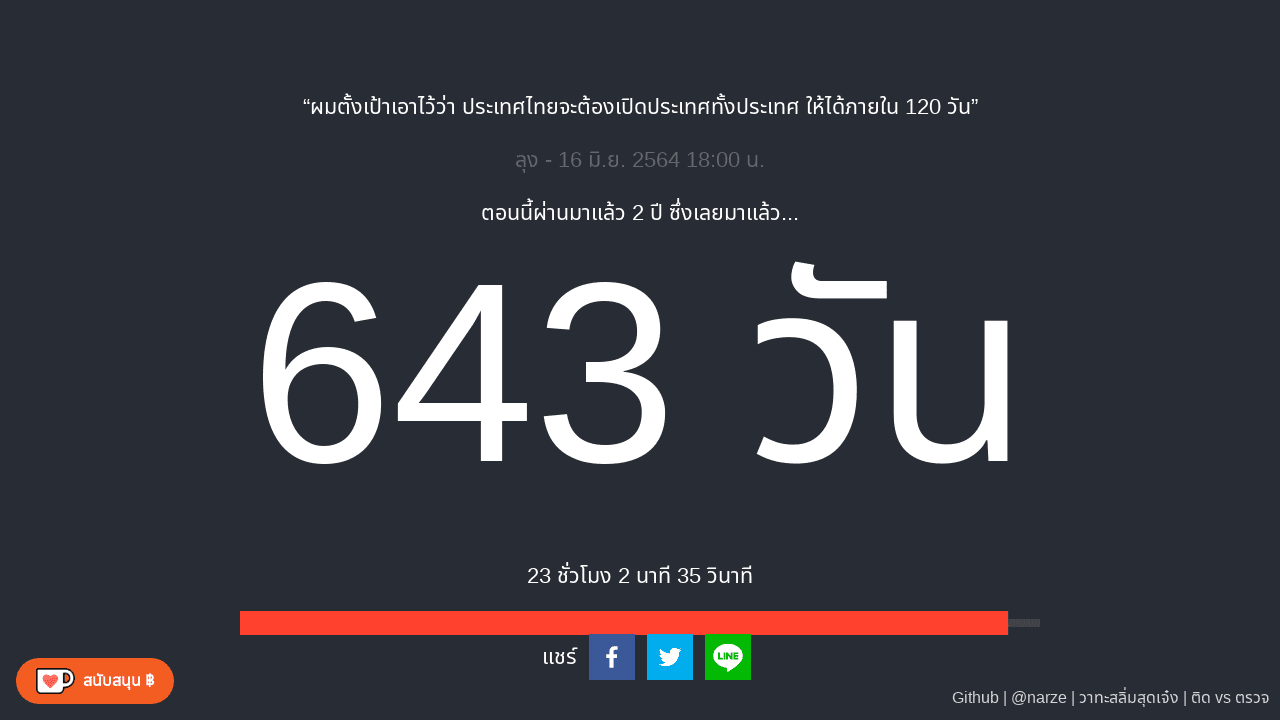 “ผมตั้งเป้าเอาไว้ว่า ประเทศไทยจะต้องเปิดประเทศทั้งประเทศ ให้ได้ภายใน 120 วัน”
ลุง - 16 มิ.ย. 2564 18:00 น.
ตอนนี้ผ่านมาแล้ว 2 ปี ซึ่งเลยมาแล้ว...
643 วัน
23 ชั่วโมง 2 นาที 35 วินาที
แชร์
LINE
สนับสนุน ฿
Github | @narze | วาทะสลิ่มสุดเจ๋ง | ติด vs ตรวจ